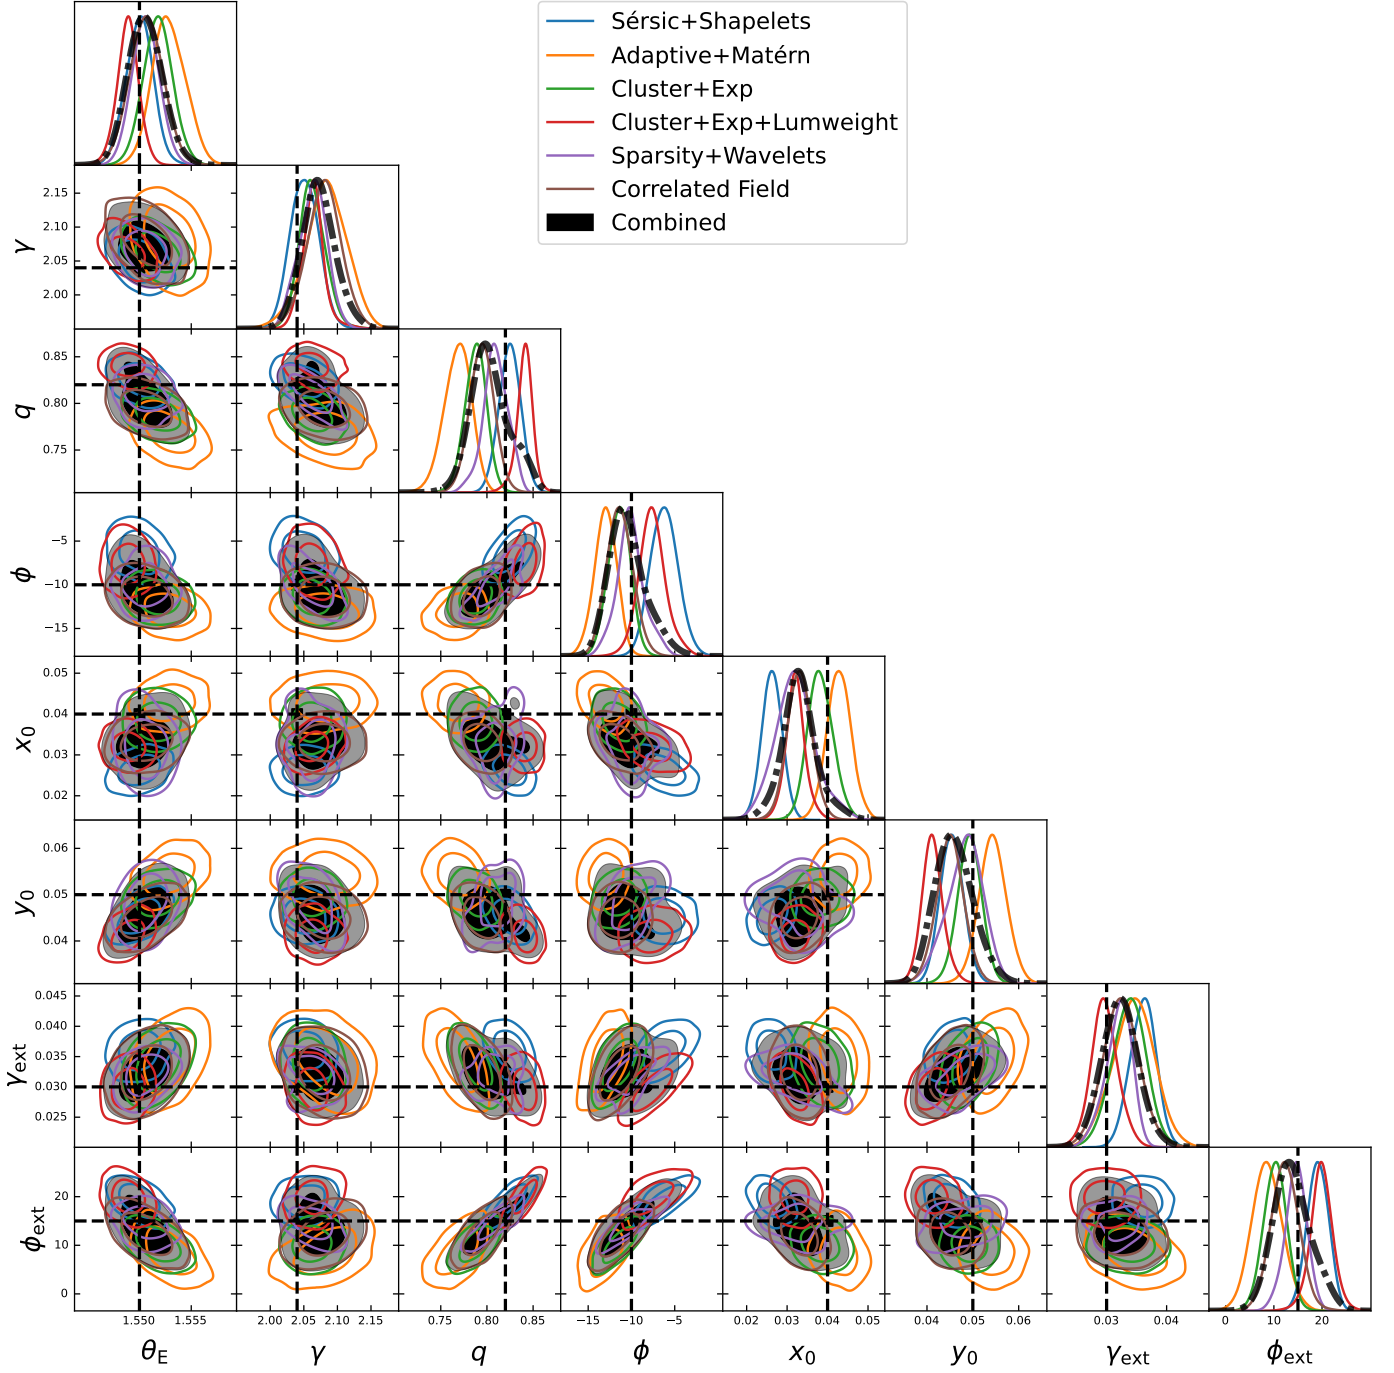 Sérsic+Shapelets
Adaptive+Matérn
Cluster+Exp
Cluster+Exp+Lumweight
Sparsity+Wavelets
Correlated Field
Combined
γ
2.15
2.10
2.05
2.00
q
0.85
0.80
0.75
ϕ
−5
−10
−15
x0
0.05
0.04
0.03
0.02
y0
0.06
0.05
0.04
γext
0.045
0.040
0.035
0.030
0.025
ϕext
20
10
0
1.550 1.555 2.00 2.05 2.10 2.15 0.75 0.80 0.85 −15 −10 −5 0.02 0.03 0.04 0.05 0.04 0.05 0.06 0.03 0.04 0 10 20
θE γ q ϕ x0 y0 γext ϕext